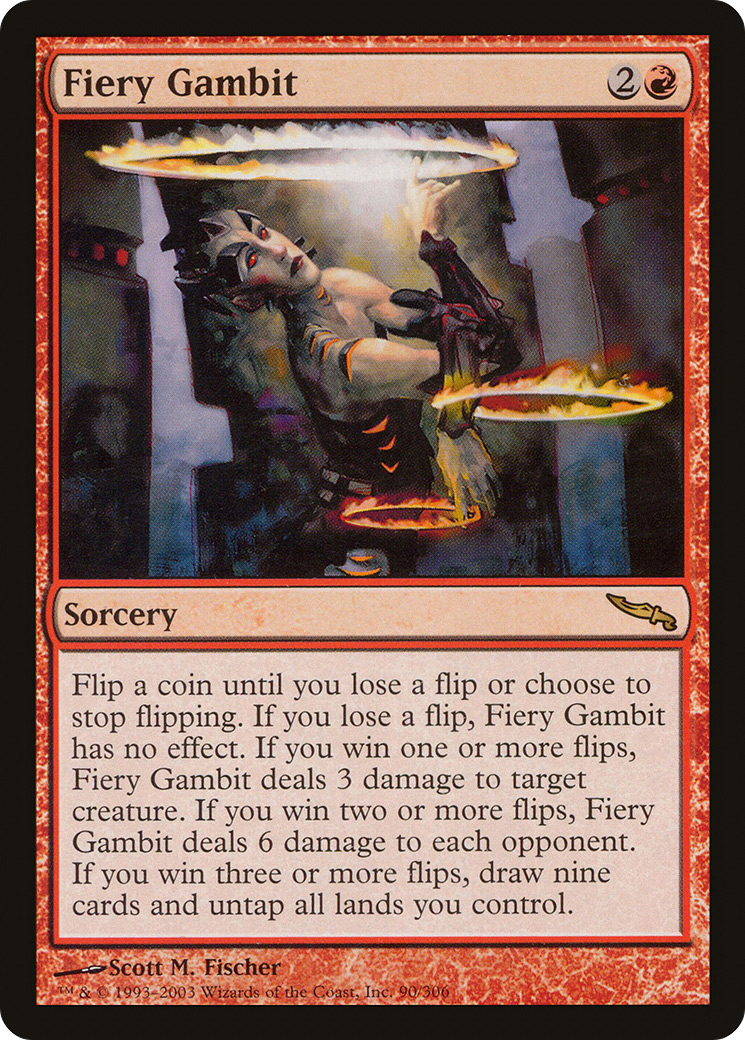 Fiery Gambit
2
Sorcery
Flip a coin until you lose a flip or choose to
stop flipping. If you lose a flip, Fiery Gambit
has no effect. If you win one or more flips,
Fiery Gambit deals 3 damage to target
creature. If you win two or more flips, Fiery
Gambit deals 6 damage to each opponent.
If you win three or more flips, draw nine
cards and untap all lands you control.
Scott M. Fischer
™ & © 1993–2003 Wizards of the Coast, Inc. 90/306